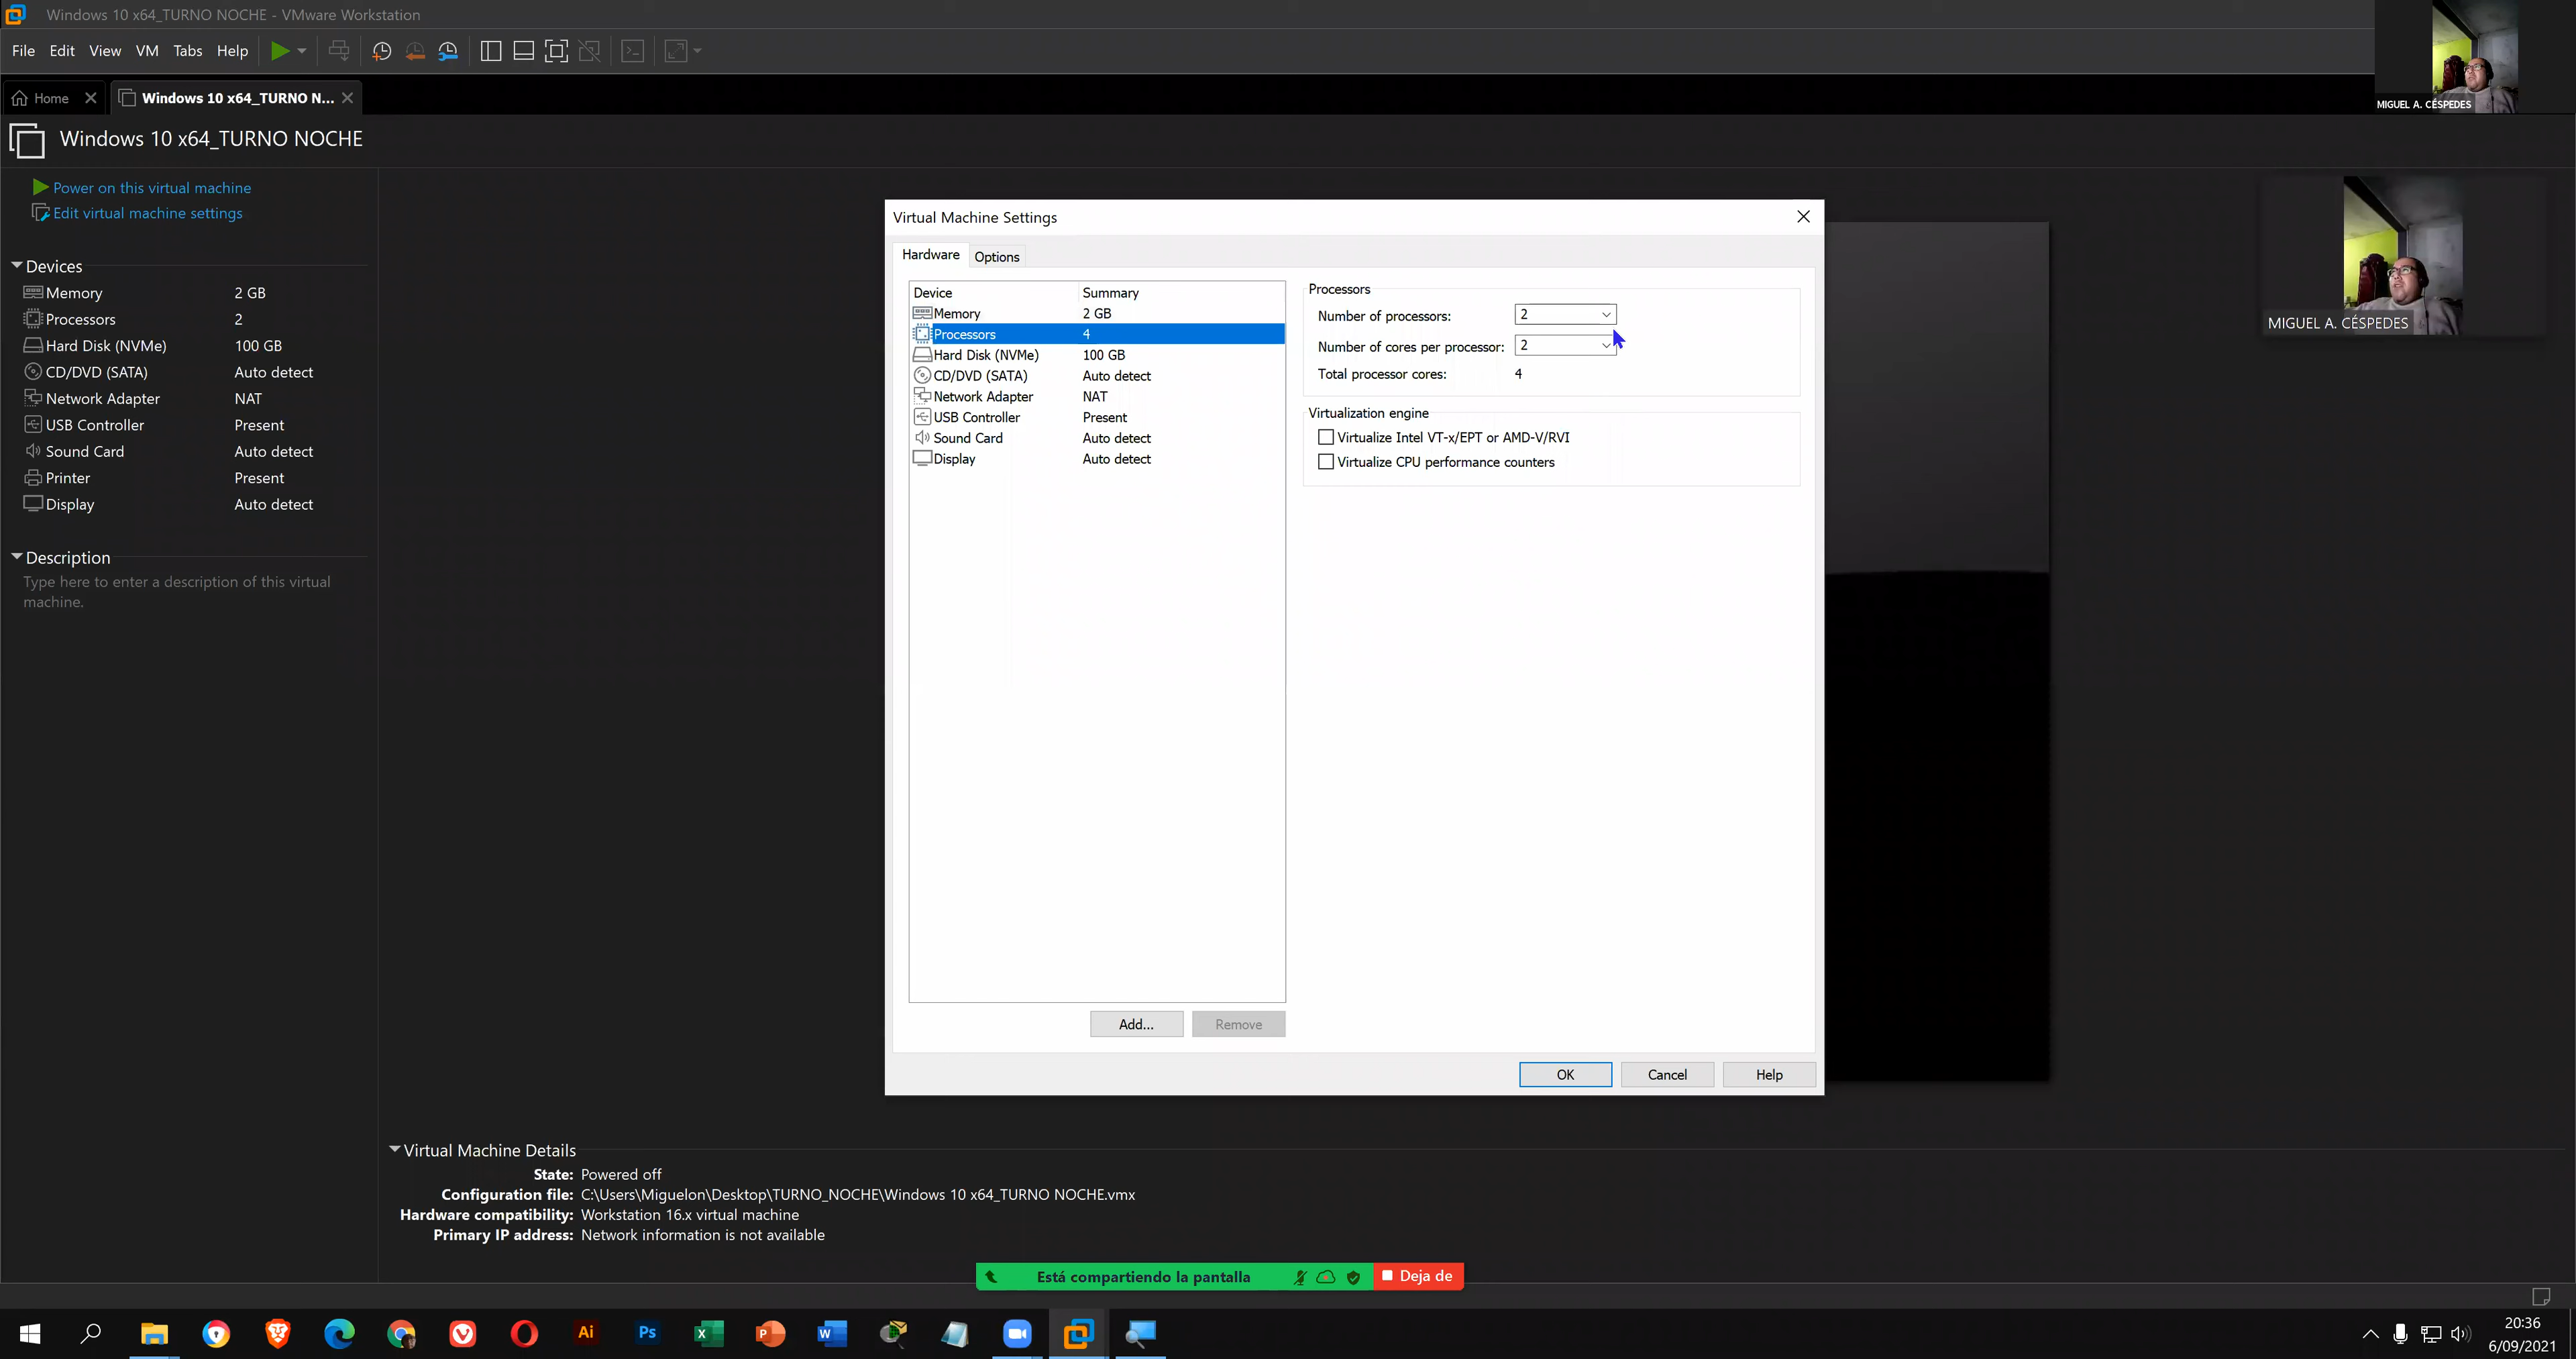 Windows 10 x64_TURNO NOCHE - VMware Workstation
File Edit View VM Tabs Help
MIGUEL A. CÉSPEDES
Home
Windows 10 x64_TURNO N...
Windows 10 x64_TURNO NOCHE
Power on this virtual machine
Edit virtual machine settings
Devices
Memory 2 GB
Processors 2
Hard Disk (NVMe) 100 GB
CD/DVD (SATA) Auto detect
Network Adapter NAT
USB Controller Present
Sound Card Auto detect
Printer Present
Display Auto detect
Description
Type here to enter a description of this virtual
machine.
Virtual Machine Settings
Hardware Options
Device Summary
Memory 2 GB
Processors 4
Hard Disk (NVMe) 100 GB
CD/DVD (SATA) Auto detect
Network Adapter NAT
USB Controller Present
Sound Card Auto detect
Display Auto detect
Add... Remove
Processors
Number of processors: 2
Number of cores per processor: 2
Total processor cores: 4
Virtualization engine
Virtualize Intel VT-x/EPT or AMD-V/RVI
Virtualize CPU performance counters
OK Cancel Help
MIGUEL A. CÉSPEDES
Virtual Machine Details
State: Powered off
Configuration file: C:\Users\Miguelon\Desktop\TURNO_NOCHE\Windows 10 x64_TURNO NOCHE.vmx
Hardware compatibility: Workstation 16.x virtual machine
Primary IP address: Network information is not available
Está compartiendo la pantalla Deja de
Ai Ps
20:36
6/09/2021